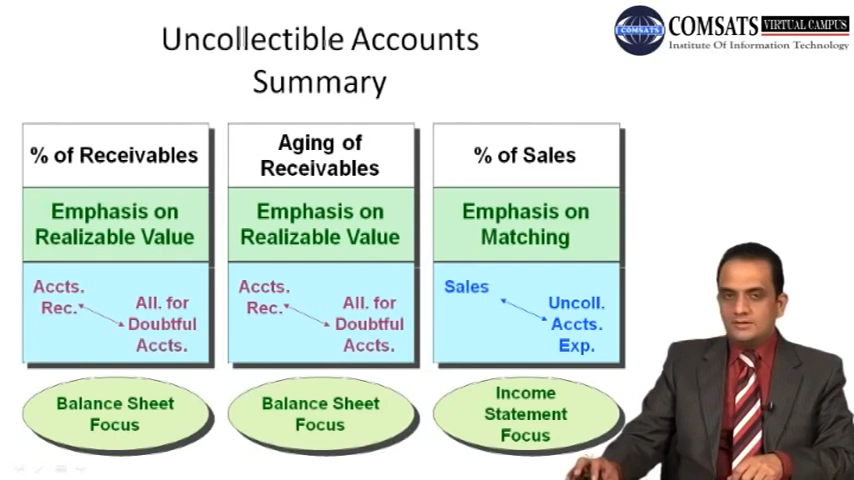 Uncollectible Accounts
Summary
COMSATS
COMSATS VIRTUAL CAMPUS
Institute Of Information Technology
% of Receivables
Emphasis on
Realizable Value
Accts.
Rec.
All. for
Doubtful
Accts.
Balance Sheet
Focus
Aging of
Receivables
Emphasis on
Realizable Value
Accts.
Rec.
All. for
Doubtful
Accts.
Balance Sheet
Focus
% of Sales
Emphasis on
Matching
Sales
Uncoll.
Accts.
Exp.
Income
Statement
Focus